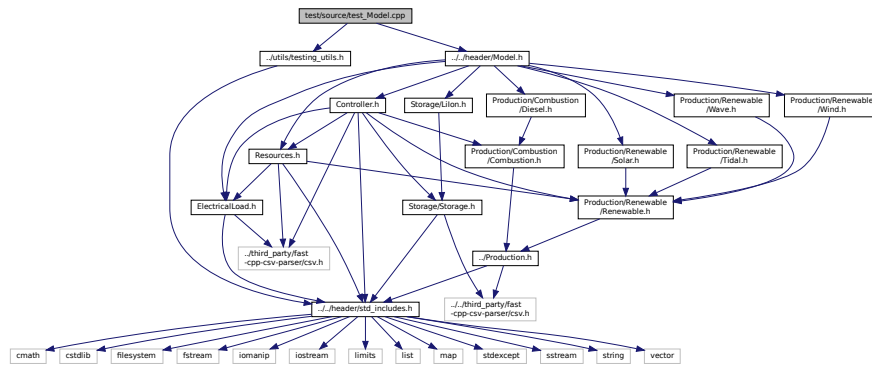 test/source/test_Model.cpp
../utils/testing_utils.h
../../header/Model.h
Controller.h
Storage/LiIon.h
Production/Combustion
/Diesel.h
Production/Renewable
/Wave.h
Production/Renewable
/Wind.h
Resources.h
Production/Combustion
/Combustion.h
Production/Renewable
/Solar.h
Production/Renewable
/Tidal.h
ElectricalLoad.h
Storage/Storage.h
Production/Renewable
/Renewable.h
../third_party/fast
-cpp-csv-parser/csv.h
../Production.h
../../header/std_includes.h
../../third_party/fast
-cpp-csv-parser/csv.h
cmath
cstdlib
filesystem
fstream
iomanip
iostream
limits
list
map
stdexcept
sstream
string
vector